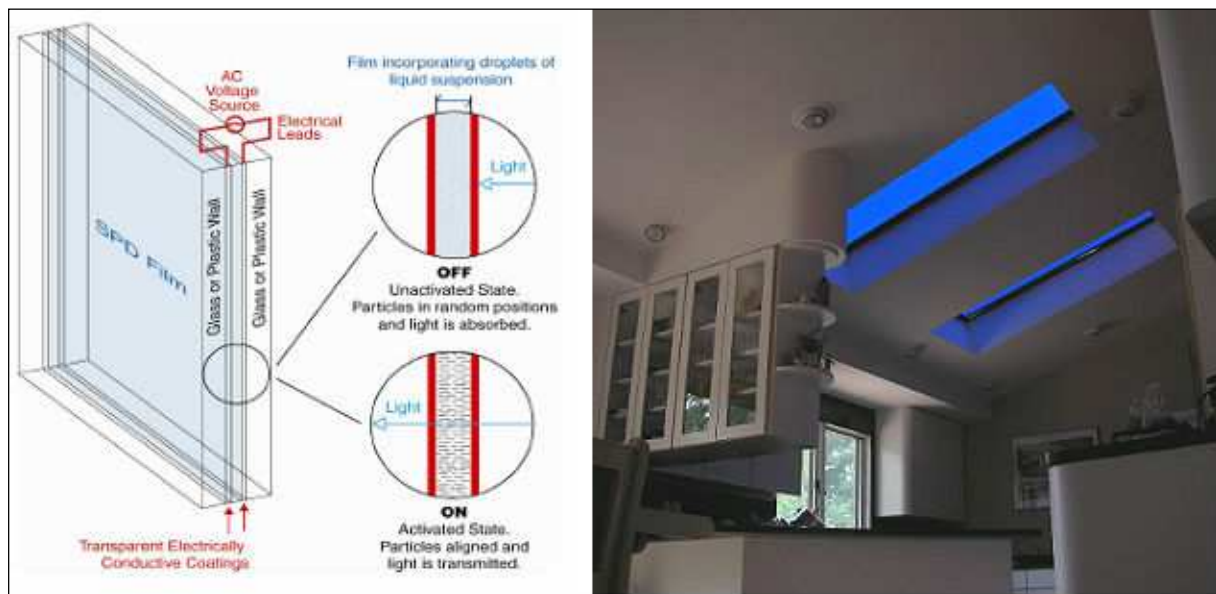 AC
Voltage
Source
Electrical
Leads
Glass or Plastic Wall
Glass or Plastic Wall
SPD Film
Transparent Electrically
Conductive Coatings
Film incorporating droplets of
liquid suspension
Light
OFF
Unactivated State.
Particles in random positions
and light is absorbed.
Light
ON
Activated State.
Particles aligned and
light is transmitted.